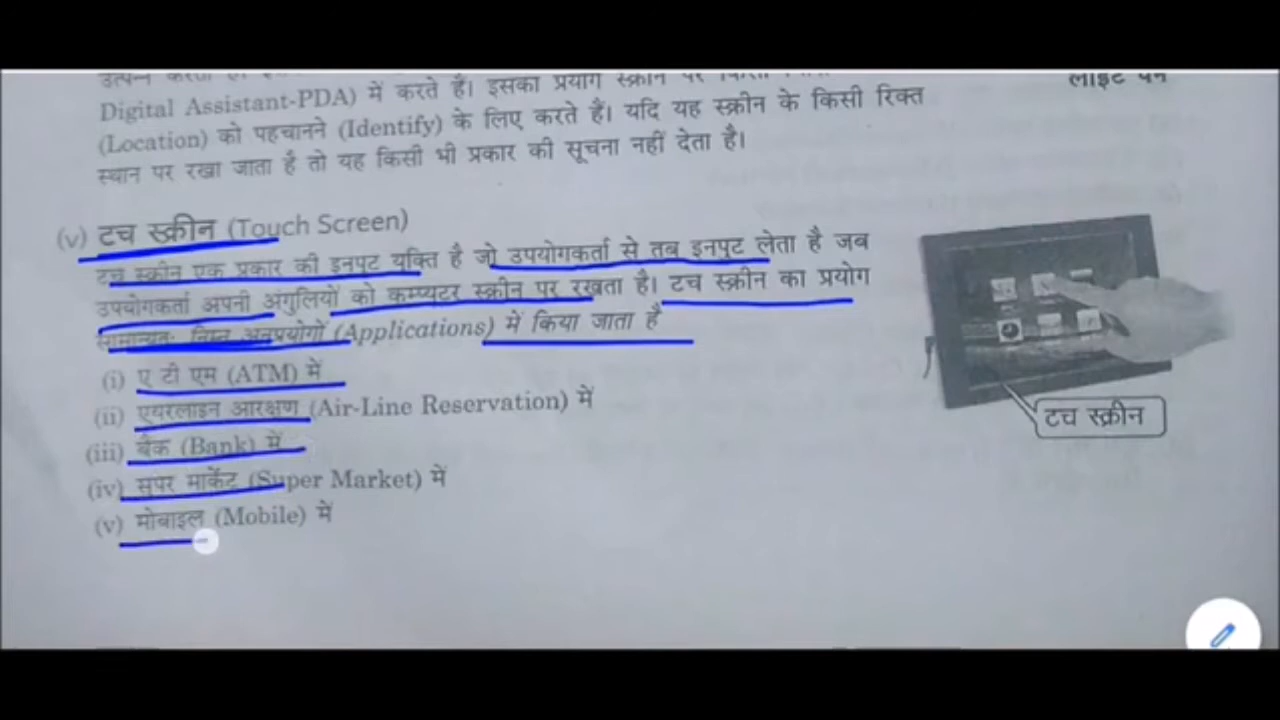 Digital Assistant-PDA) में करते हैं। इसका प्रयोग स्क्रीन पर
लाइट पेन
(Location) को पहचानने (Identify) के लिए करते हैं। यदि यह स्क्रीन के किसी रिक्त
स्थान पर रखा जाता है तो यह किसी भी प्रकार की सूचना नहीं देता है।
(v) टच स्क्रीन (Touch Screen)
टच स्क्रीन एक प्रकार की इनपुट युक्ति है जो उपयोगकर्ता से तब इनपुट लेता है जब
उपयोगकर्ता अपनी अंगुलियों को कम्प्यूटर स्क्रीन पर रखता है। टच स्क्रीन का प्रयोग
सामान्यतः निम्न अनुप्रयोगों (Applications) में किया जाता है
(i) ए टी एम (ATM) में
(ii) एयरलाइन आरक्षण (Air-Line Reservation) में
(iii) बैंक (Bank) में
(iv) सुपर मार्केट (Super Market) में
(v) मोबाइल (Mobile) में
टच स्क्रीन